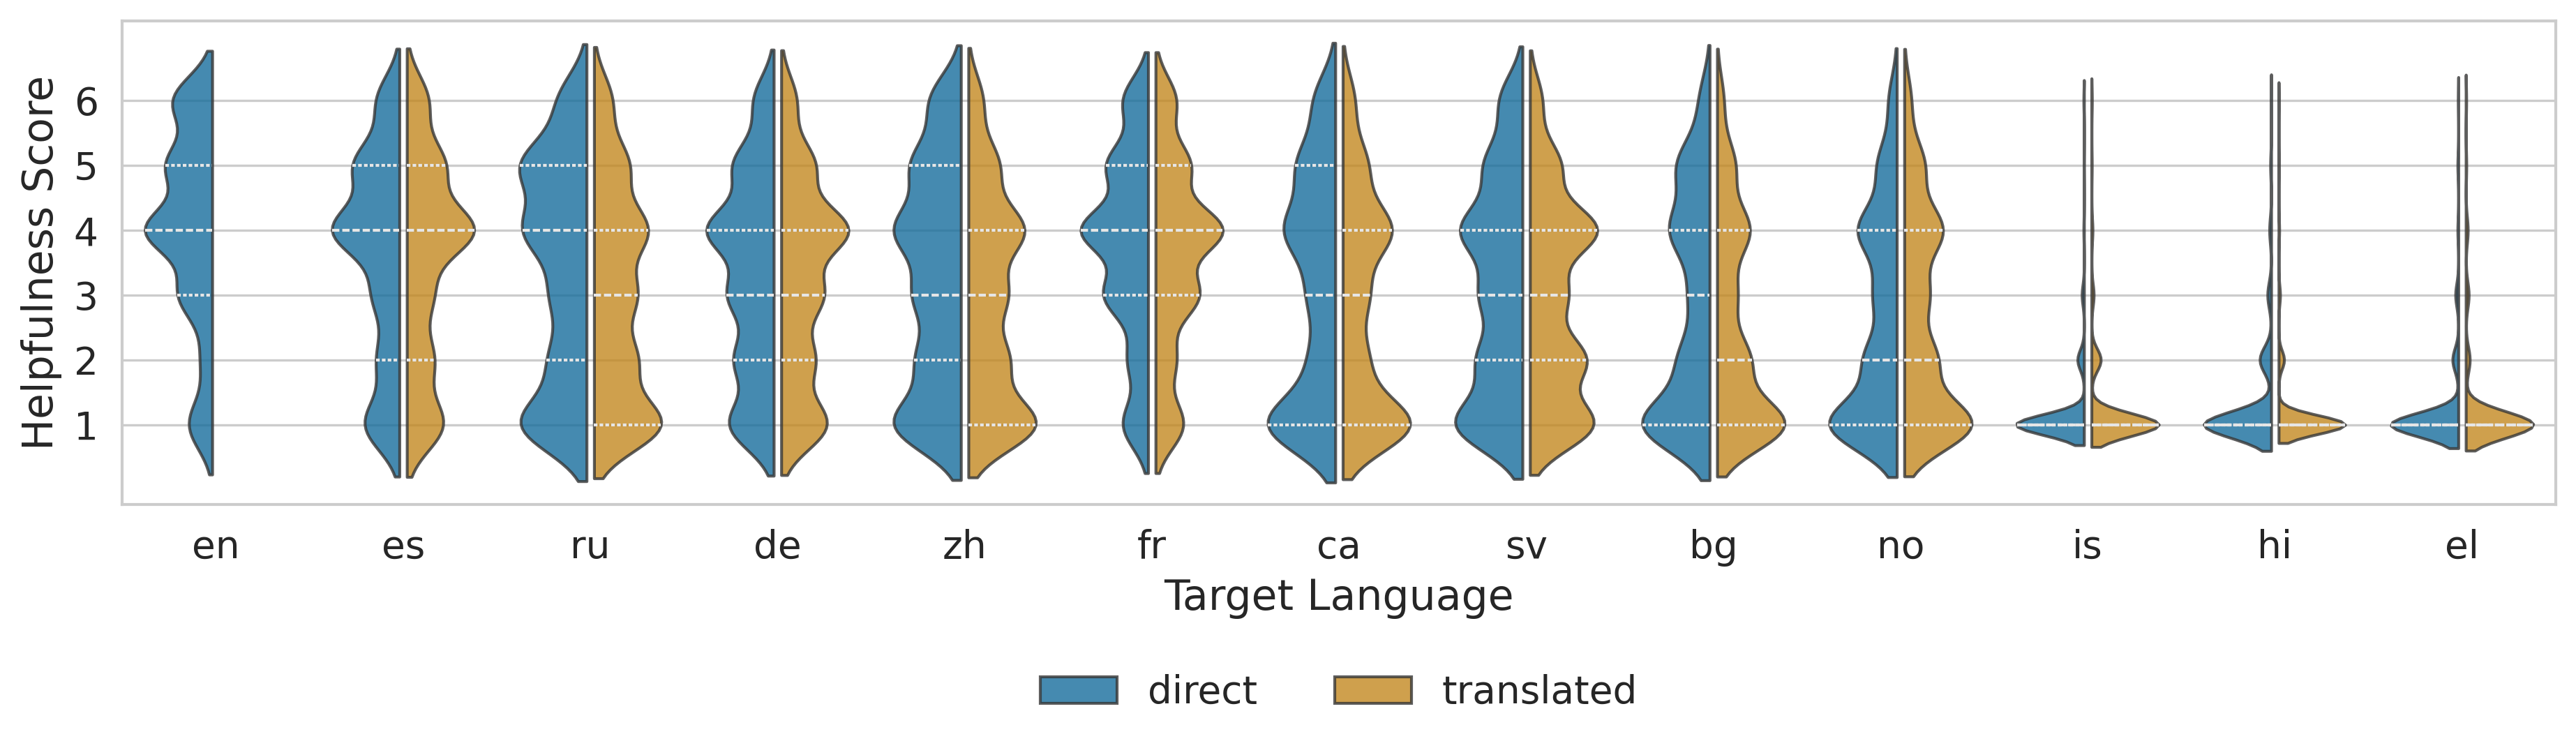 Helpfulness Score
6
5
4
3
2
1
en es ru de zh fr ca sv bg no is hi el
Target Language
direct translated